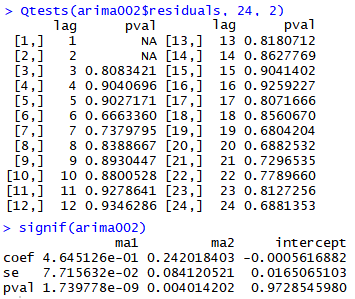 > Qtests(arima002$residuals, 24, 2)
lag pval lag pval
[1,] 1 NA [13,] 13 0.8180712
[2,] 2 NA [14,] 14 0.8627769
[3,] 3 0.8083421 [15,] 15 0.9041402
[4,] 4 0.9040696 [16,] 16 0.9259227
[5,] 5 0.9027171 [17,] 17 0.8071666
[6,] 6 0.6663360 [18,] 18 0.8560670
[7,] 7 0.7379795 [19,] 19 0.6804204
[8,] 8 0.8388667 [20,] 20 0.6882532
[9,] 9 0.8930447 [21,] 21 0.7296535
[10,] 10 0.8800528 [22,] 22 0.7789660
[11,] 11 0.9278641 [23,] 23 0.8127256
[12,] 12 0.9346286 [24,] 24 0.6881353
> signif(arima002)
ma1 ma2 intercept
coef 4.645126e-01 0.242018403 -0.0005616882
se 7.715632e-02 0.084120521 0.0165065103
pval 1.739778e-09 0.004014202 0.9728545980